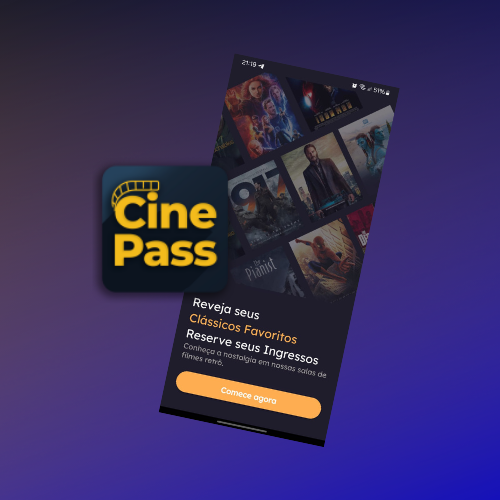 21:19
51%
1917
The
Pianist
Cine
Pass
Reveja seus
Clássicos Favoritos
Reserve seus Ingressos
Conheça a nostalgia em nossas salas de
filmes retrô.
Comece agora